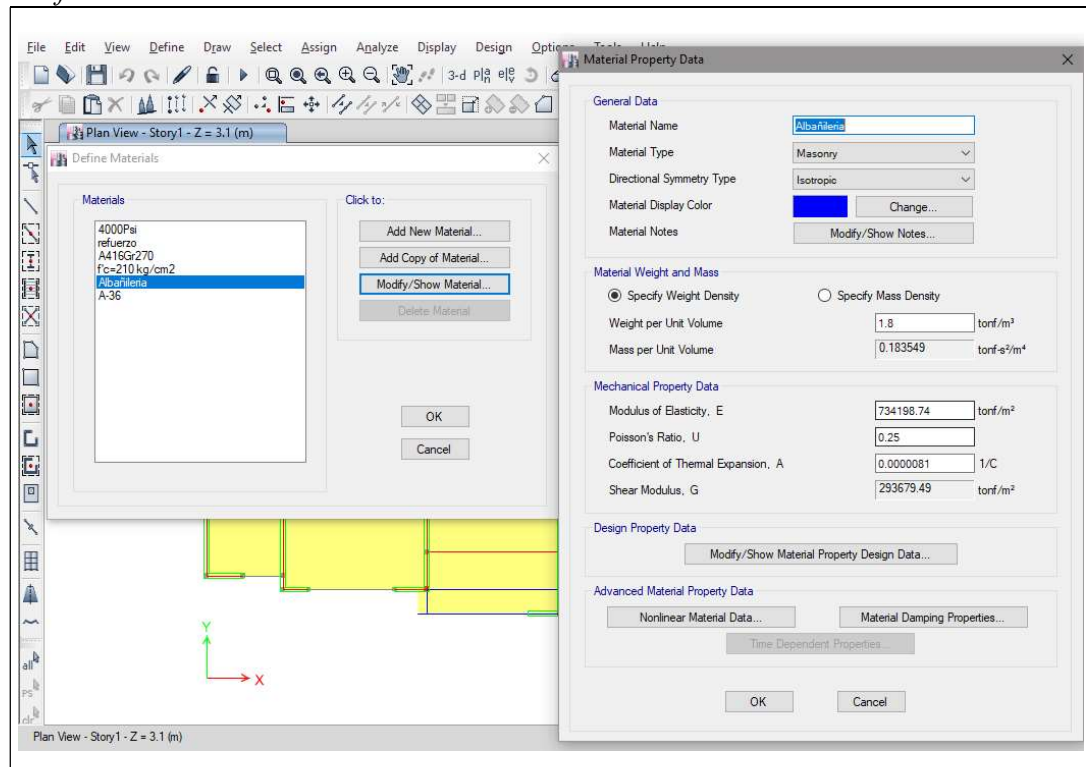 File Edit View Define Draw Select Assign Analyze Display Design
3-d
Plan View - Story1 - Z = 3.1 (m)
Define Materials
Materials
4000Psi
refuerzo
A416Gr270
f'c=210 kg/cm2
Albañileria
A-36
Click to:
Add New Material...
Add Copy of Material...
Modify/Show Material...
Delete Material
OK
Cancel
Y
X
all
PS
clr
Plan View - Story1 - Z = 3.1 (m)
Material Property Data
General Data
Material Name Albañileria
Material Type Masonry
Directional Symmetry Type Isotropic
Material Display Color Change...
Material Notes Modify/Show Notes...
Material Weight and Mass
Specify Weight Density Specify Mass Density
Weight per Unit Volume 1.8 tonf/m³
Mass per Unit Volume 0.183549 tonf-s²/m⁴
Mechanical Property Data
Modulus of Elasticity, E 734198.74 tonf/m²
Poisson's Ratio, U 0.25
Coefficient of Thermal Expansion, A 0.0000081 1/C
Shear Modulus, G 293679.49 tonf/m²
Design Property Data
Modify/Show Material Property Design Data...
Advanced Material Property Data
Nonlinear Material Data... Material Damping Properties...
Time Dependent Properties...
OK Cancel